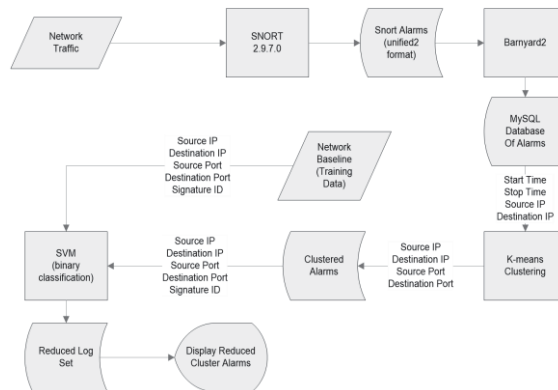 Network
Traffic
SNORT
2.9.7.0
Snort Alarms
(unified2
format)
Barnyard2
MySQL
Database
Of Alarms
Source IP
Destination IP
Source Port
Destination Port
Signature ID
Network
Baseline
(Training
Data)
Start Time
Stop Time
Source IP
Destination IP
SVM
(binary
classification)
Source IP
Destination IP
Source Port
Destination Port
Signature ID
Clustered
Alarms
Source IP
Destination IP
Source Port
Destination Port
K-means
Clustering
Reduced Log
Set
Display Reduced
Cluster Alarms